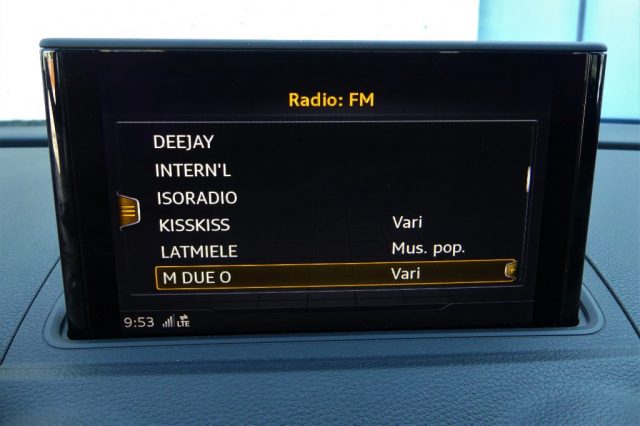 Radio: FM
DEEJAY
INTERN'L
ISORADIO
KISSKISS Vari
LATMIELE Mus. pop.
M DUE O Vari
9:53 LTE